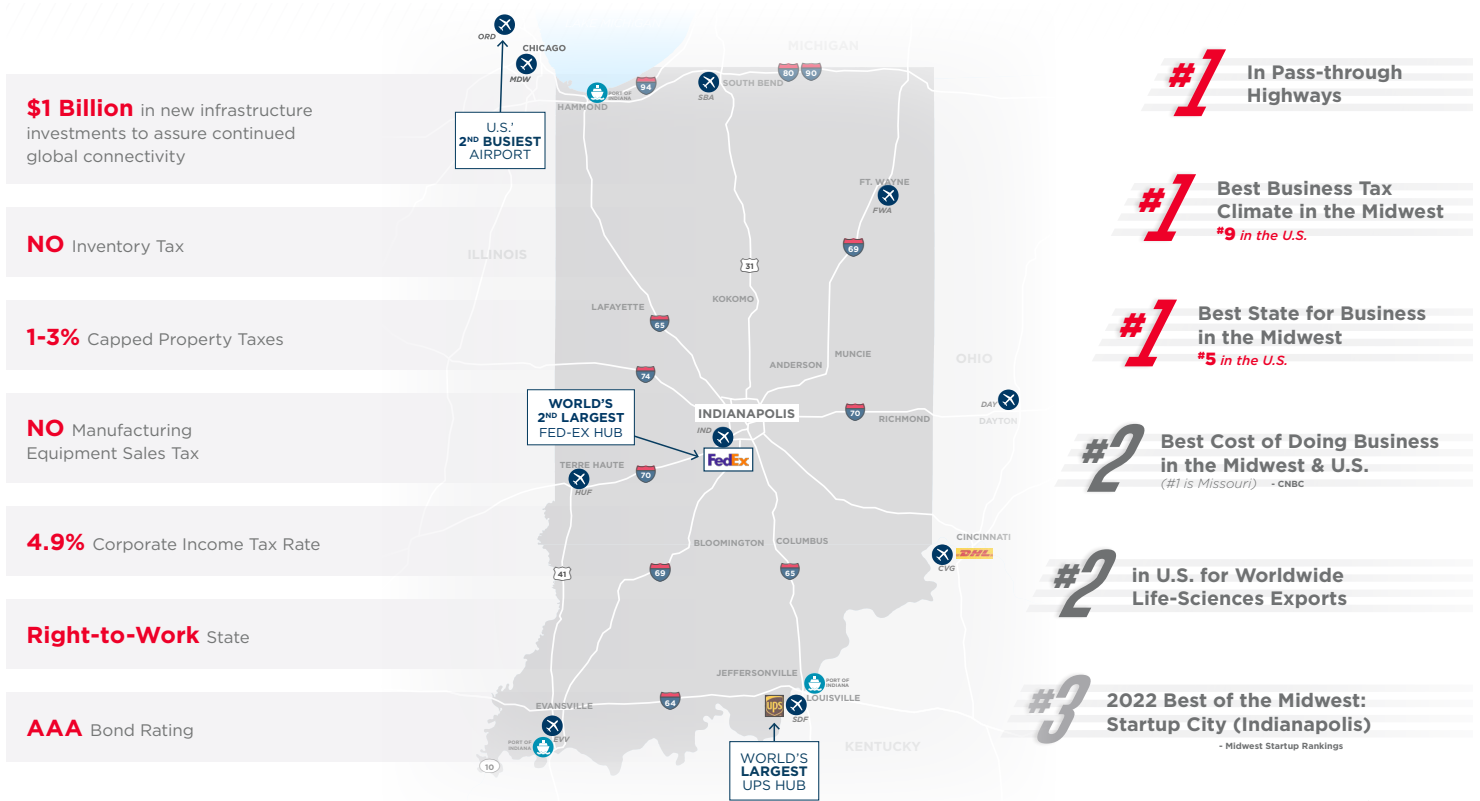 $1 Billion in new infrastructure
investments to assure continued
global connectivity
NO Inventory Tax
1-3% Capped Property Taxes
NO Manufacturing
Equipment Sales Tax
4.9% Corporate Income Tax Rate
Right-to-Work State
AAA Bond Rating
ORD
CHICAGO
MDW
MICHIGAN
80
90
94
SOUTH BEND
SBA
PORT OF
INDIANA
HAMMOND
U.S.'
2ND BUSIEST
AIRPORT
FT. WAYNE
FWA
69
ILLINOIS
31
LAFAYETTE
KOKOMO
65
MUNCIE
ANDERSON
OHIO
74
WORLD'S
2ND LARGEST
FED-EX HUB
INDIANAPOLIS
IND
FedEx
70
RICHMOND
DAY
DAYTON
TERRE HAUTE
HUF
70
BLOOMINGTON
COLUMBUS
CINCINNATI
DHL
CVG
41
69
65
JEFFERSONVILLE
PORT OF
INDIANA
LOUISVILLE
ups
SDF
64
EVANSVILLE
EVV
PORT OF
INDIANA
KENTUCKY
10
WORLD'S
LARGEST
UPS HUB
#1 In Pass-through
Highways
#1 Best Business Tax
Climate in the Midwest
#9 in the U.S.
#1 Best State for Business
in the Midwest
#5 in the U.S.
#2 Best Cost of Doing Business
in the Midwest & U.S.
(#1 is Missouri) - CNBC
#2 in U.S. for Worldwide
Life-Sciences Exports
#3 2022 Best of the Midwest:
Startup City (Indianapolis)
- Midwest Startup Rankings